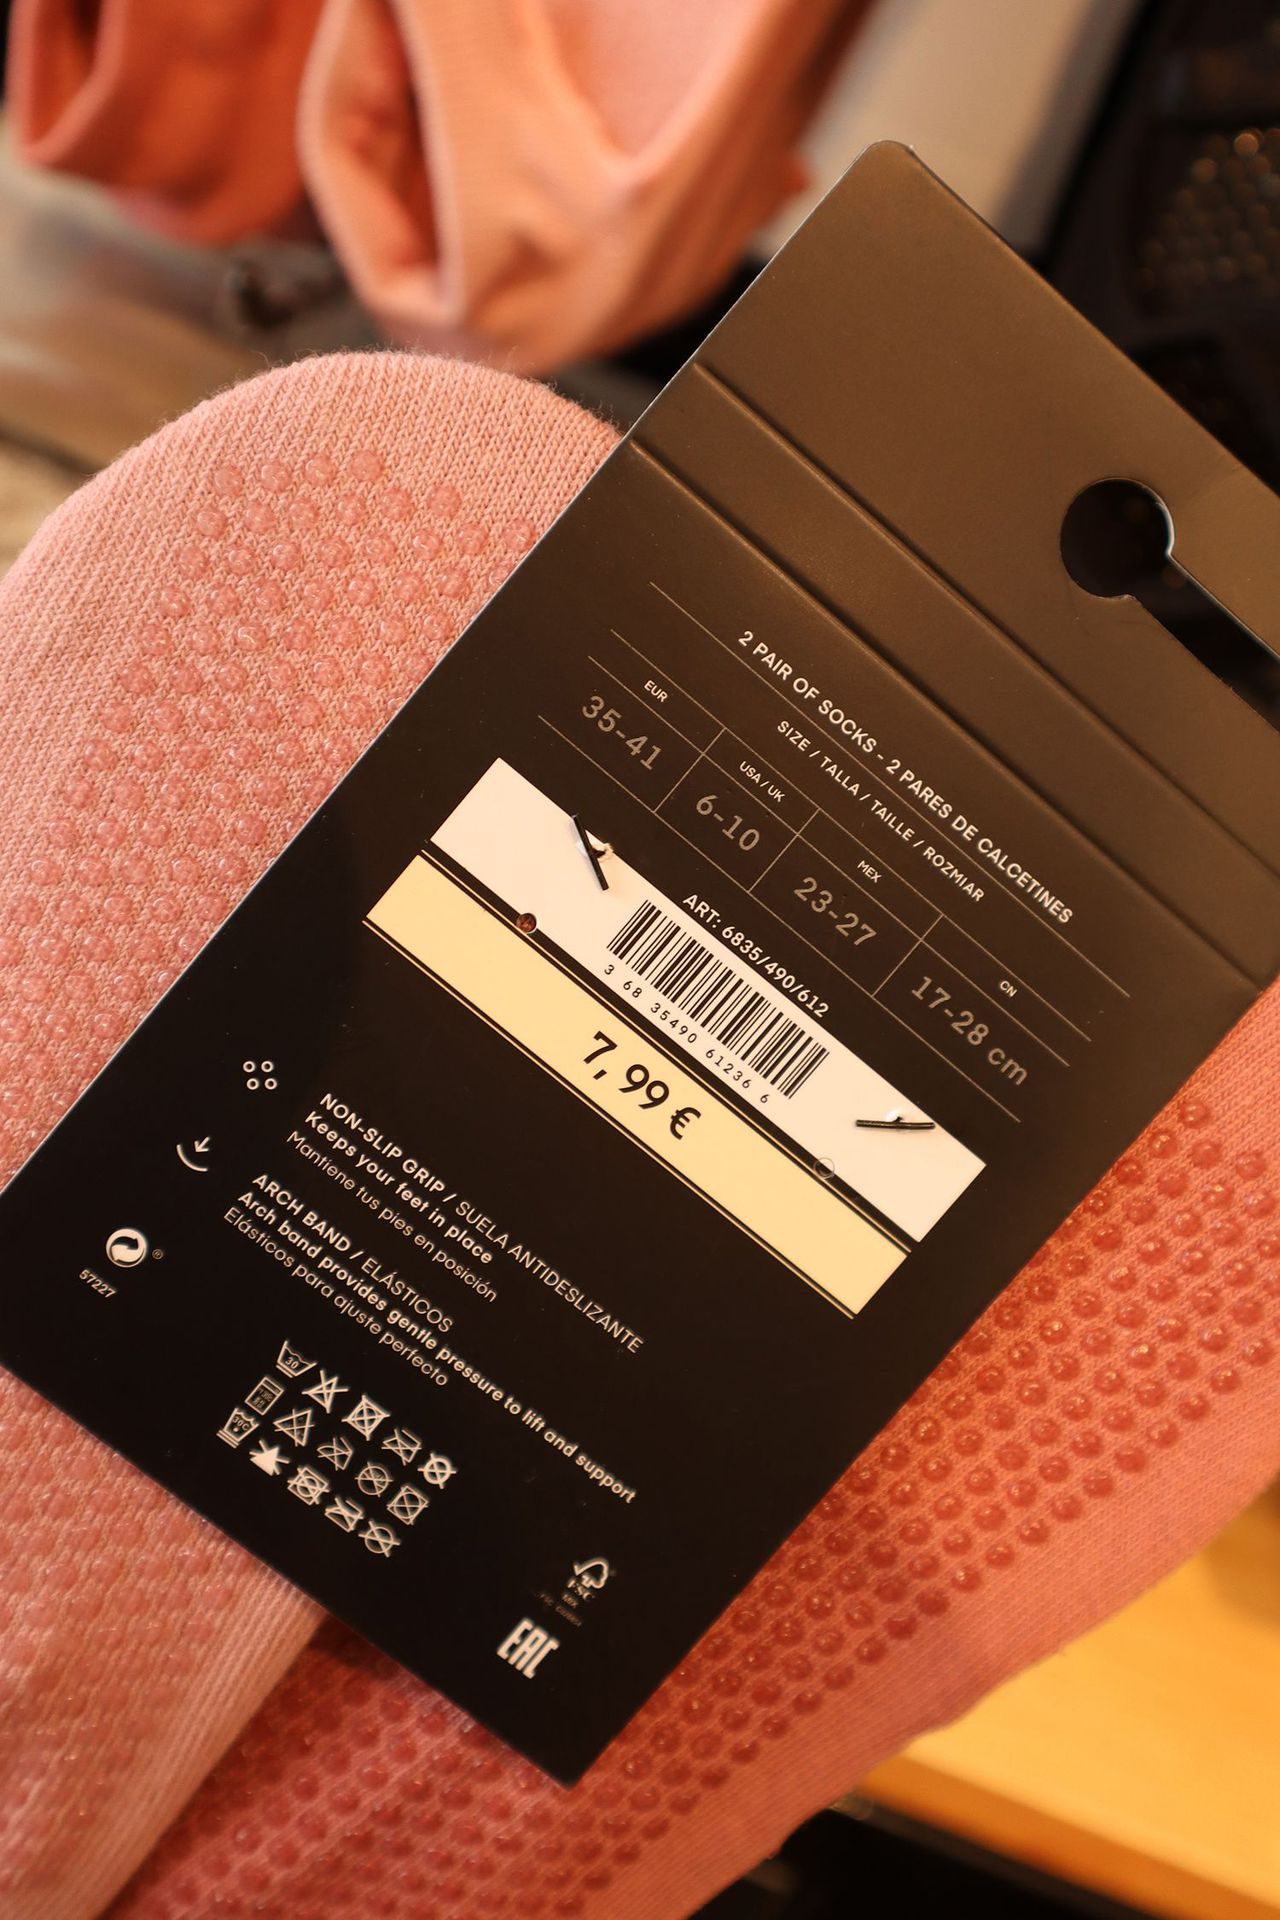 2 PAIR OF SOCKS - 2 PARES DE CALCETINES
SIZE / TALLA / TAILLE / ROZMIAR
EUR USA / UK MEX CN
35-41 6-10 23-27 17-28 cm
ART: 6835/490/612
3 68 35490 61236 6
7,99 €
NON-SLIP GRIP / SUELA ANTIDESLIZANTE
Keeps your feet in place
Mantiene tus pies en posición
ARCH BAND / ELÁSTICOS
Arch band provides gentle pressure to lift and support
Elásticos para ajuste perfecto
®
57227
30
FSC
MIX
EAC